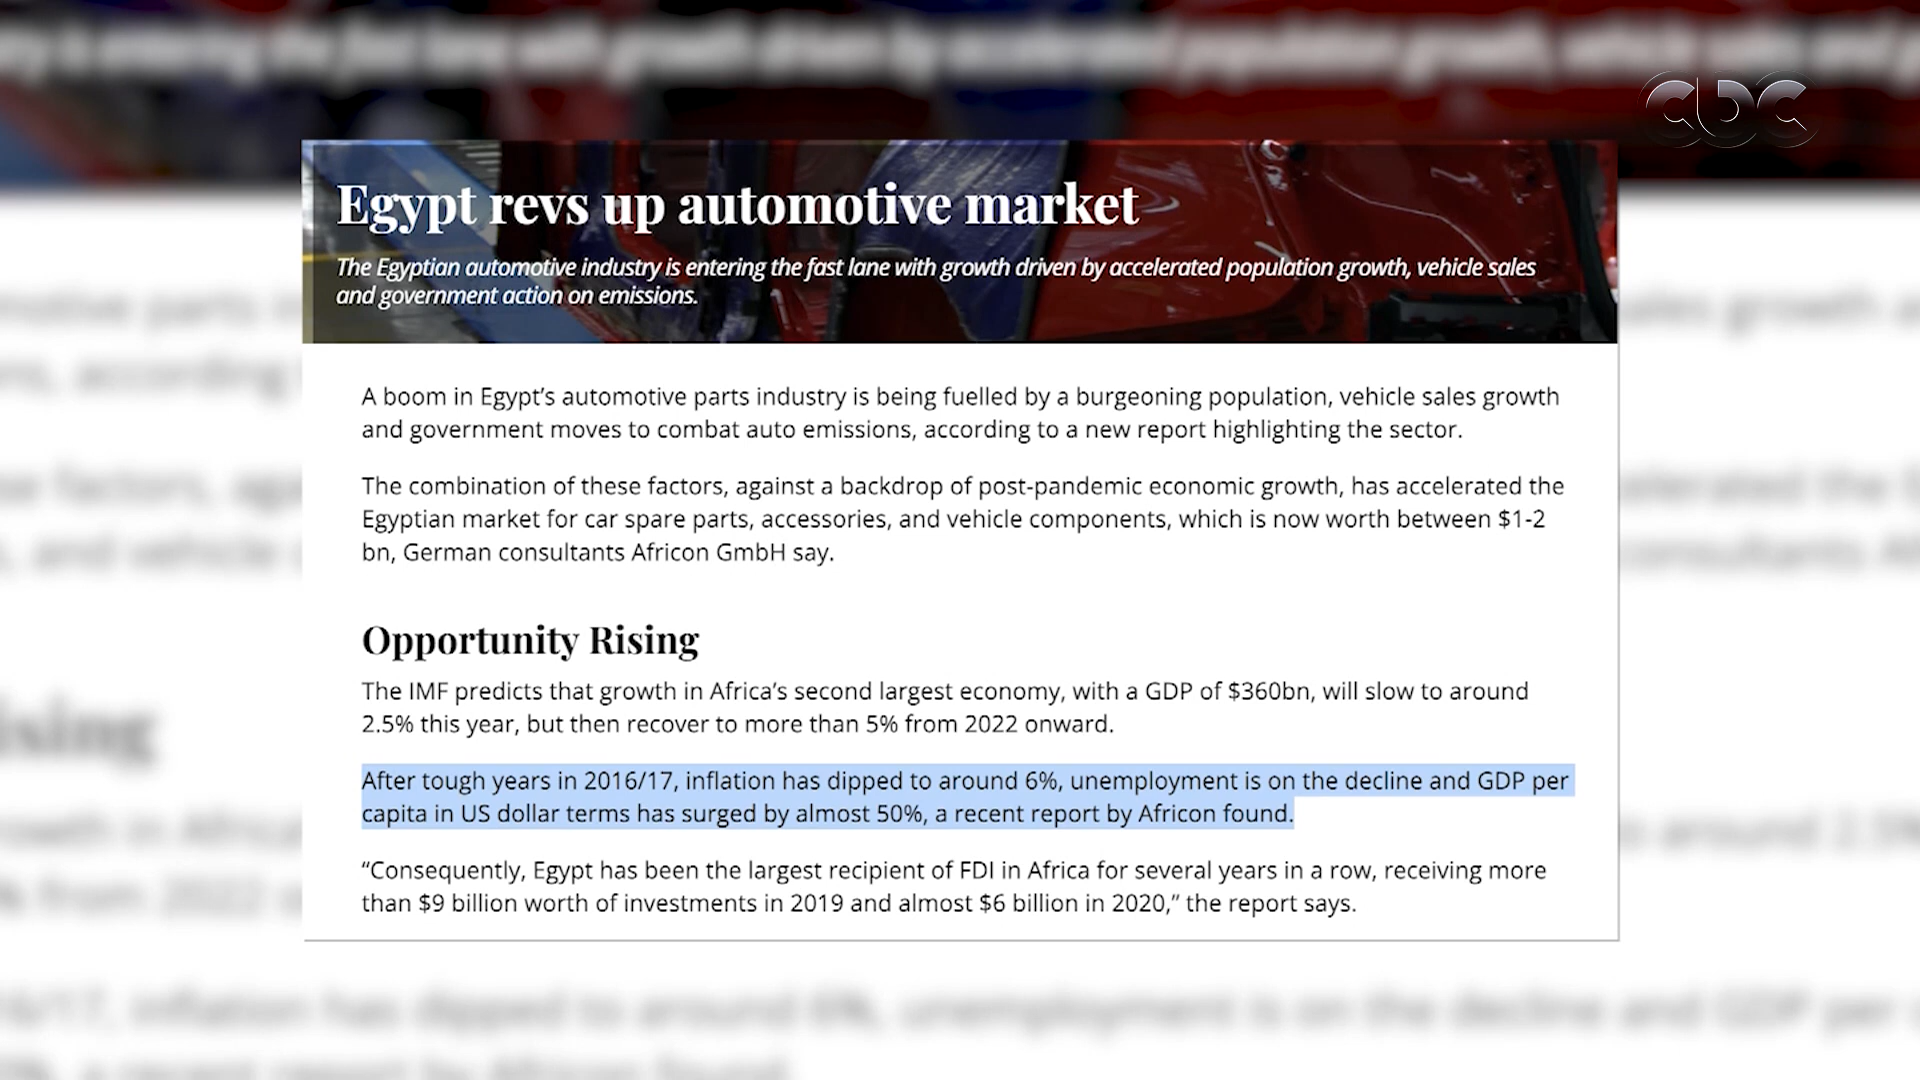 CBC
Egypt revs up automotive market
The Egyptian automotive industry is entering the fast lane with growth driven by accelerated population growth, vehicle sales
and government action on emissions.
A boom in Egypt’s automotive parts industry is being fuelled by a burgeoning population, vehicle sales growth
and government moves to combat auto emissions, according to a new report highlighting the sector.
The combination of these factors, against a backdrop of post-pandemic economic growth, has accelerated the
Egyptian market for car spare parts, accessories, and vehicle components, which is now worth between $1-2
bn, German consultants Africon GmbH say.
Opportunity Rising
The IMF predicts that growth in Africa’s second largest economy, with a GDP of $360bn, will slow to around
2.5% this year, but then recover to more than 5% from 2022 onward.
After tough years in 2016/17, inflation has dipped to around 6%, unemployment is on the decline and GDP per
capita in US dollar terms has surged by almost 50%, a recent report by Africon found.
“Consequently, Egypt has been the largest recipient of FDI in Africa for several years in a row, receiving more
than $9 billion worth of investments in 2019 and almost $6 billion in 2020,” the report says.